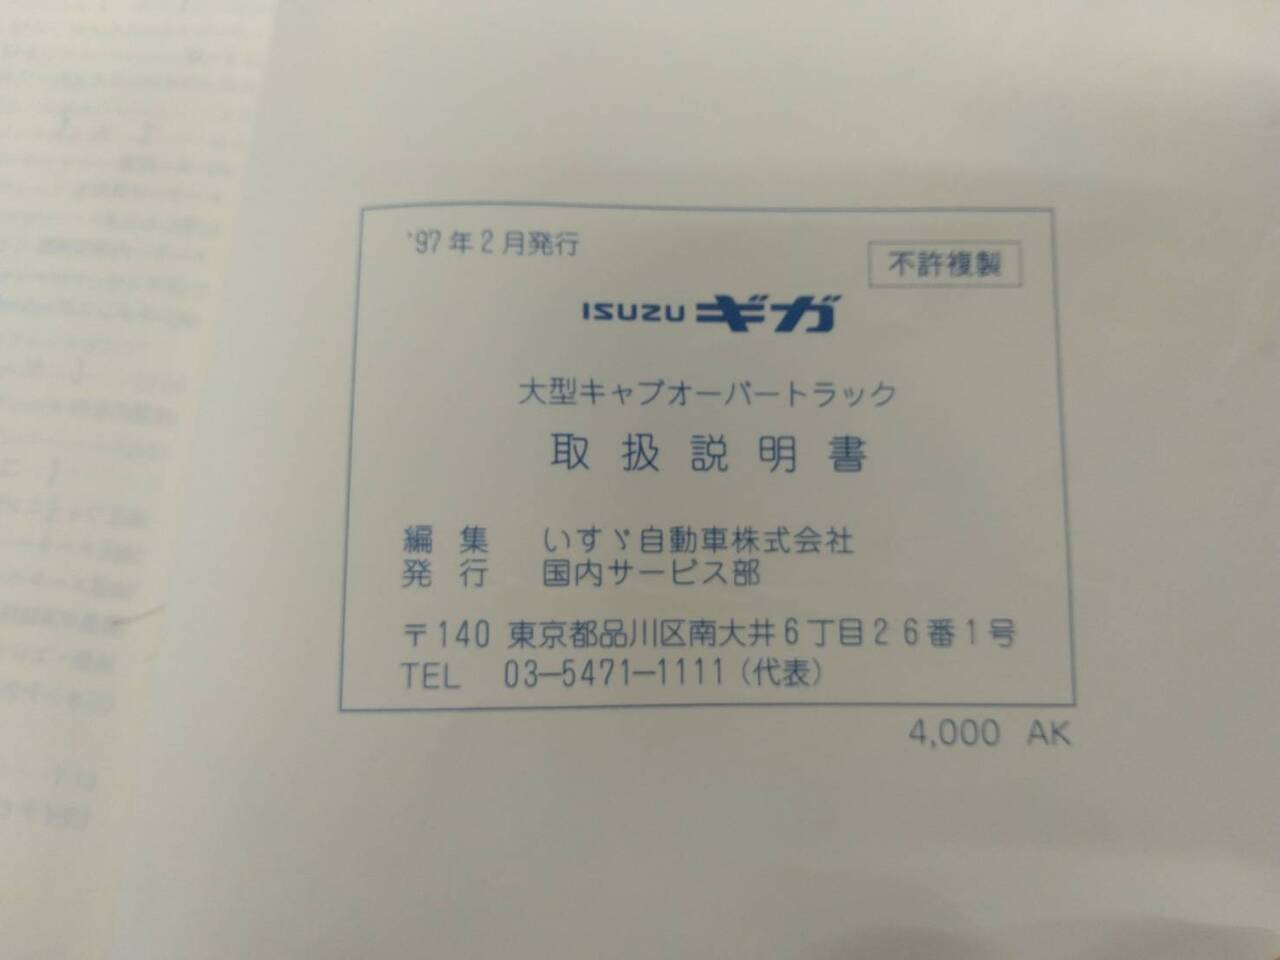 '97年2月発行
不許複製
ISUZU ギガ
大型キャブオーバートラック
取扱説明書
編集 いすゞ自動車株式会社
発行 国内サービス部
〒140 東京都品川区南大井6丁目26番1号
TEL 03-5471-1111(代表)
4,000 AK